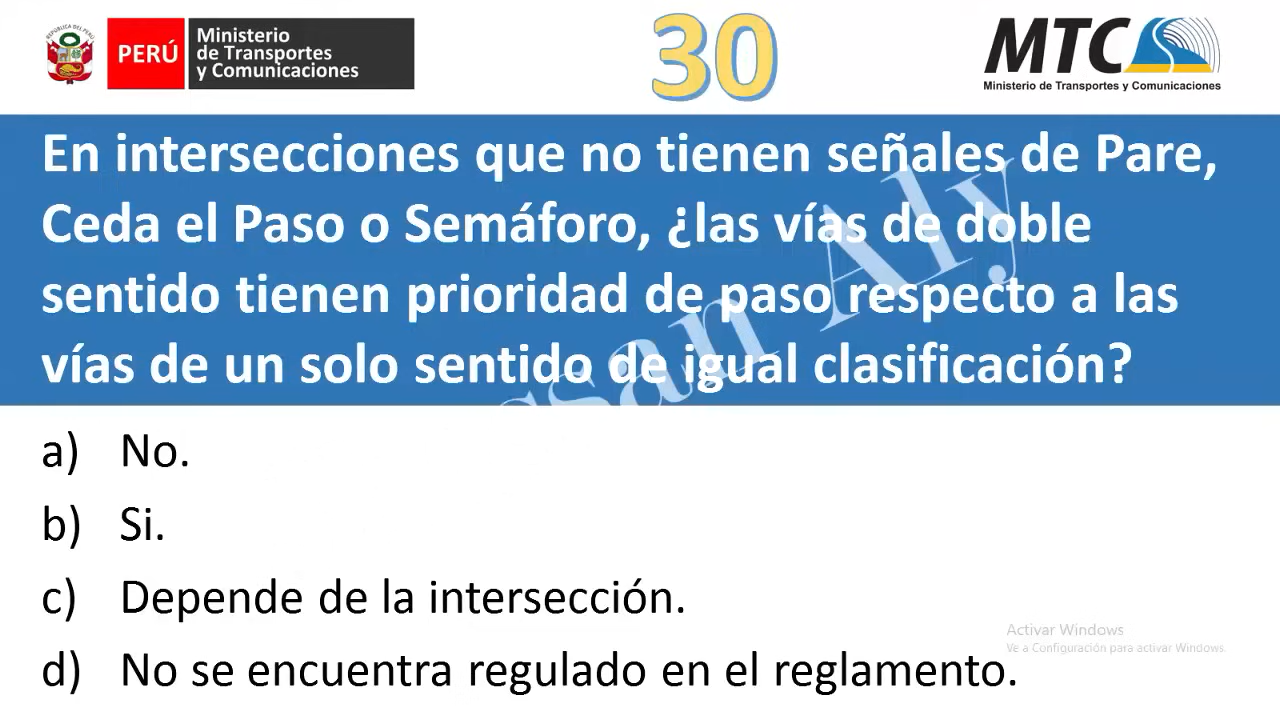 REPÚBLICA DEL PERÚ
PERÚ
Ministerio
de Transportes
y Comunicaciones
30
MTC
Ministerio de Transportes y Comunicaciones
En intersecciones que no tienen señales de Pare,
Ceda el Paso o Semáforo, ¿las vías de doble
sentido tienen prioridad de paso respecto a las
vías de un solo sentido de igual clasificación?
a) No.
b) Si.
c) Depende de la intersección.
d) No se encuentra regulado en el reglamento.
Activar Windows
Ve a Configuración para activar Windows.